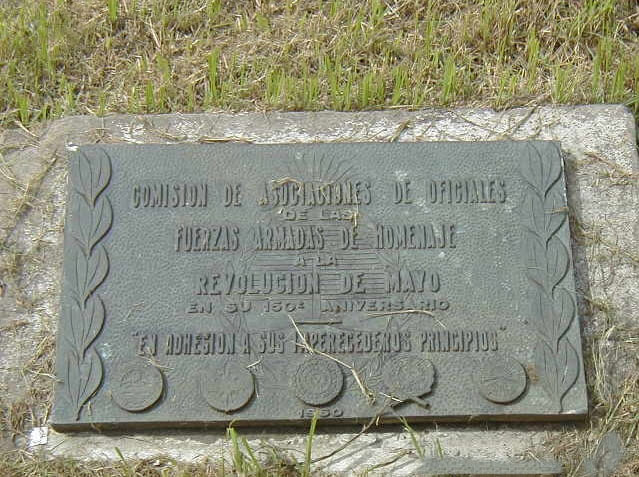 COMISION DE ASOCIACIONES DE OFICIALES
DE LAS
FUERZAS ARMADAS DE HOMENAJE
A LA
REVOLUCION DE MAYO
EN SU 150º ANIVERSARIO
"EN ADHESION A SUS IMPERECEDEROS PRINCIPIOS"
1960